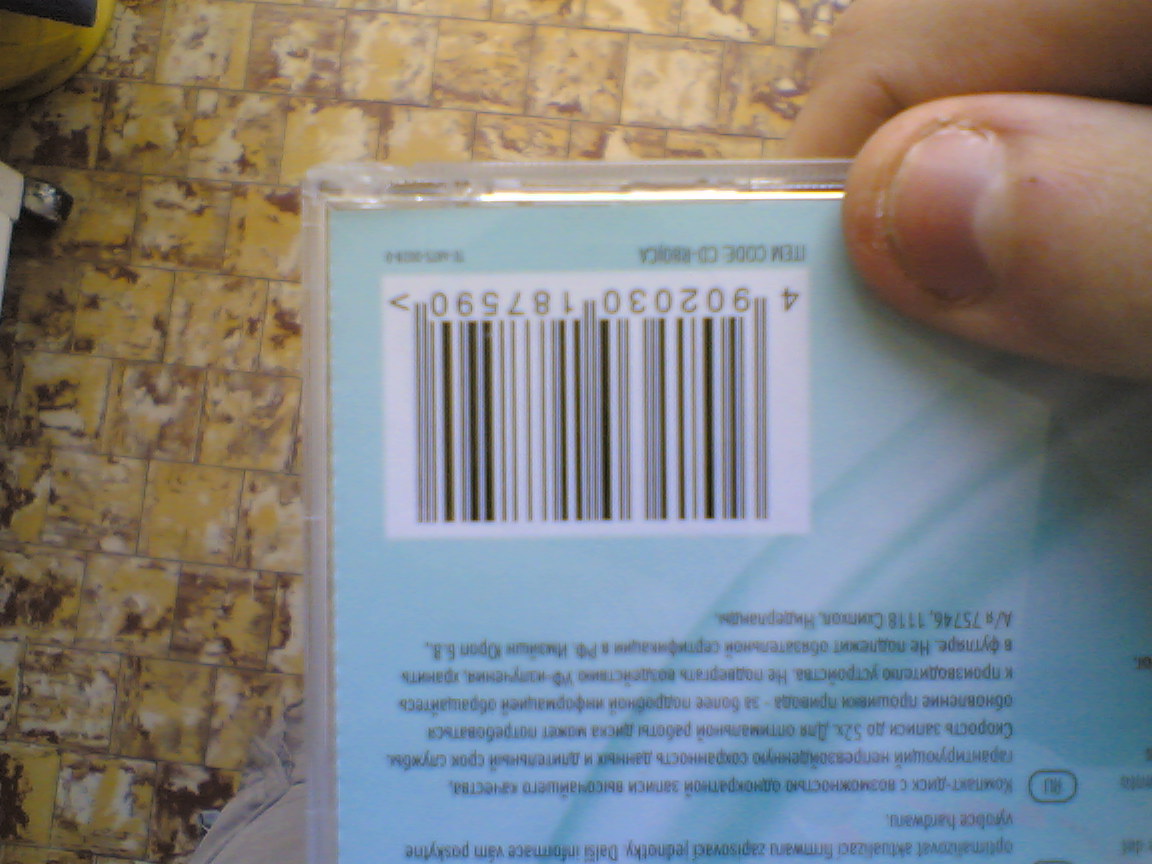 optimalizovat aktualizací firmwaru zapisovací jednotky. Další informace vám poskytne
výrobce hardwaru.
RU Компакт-диск с возможностью однократной записи высочайшего качества,
гарантирующий непревзойденную сохранность данных и длительный срок службы.
Скорость записи до 52x. Для оптимальной работы диска может потребоваться
обновление прошивки привода - за более подробной информацией обращайтесь
к производителю устройства. Не подвергать воздействию УФ-излучения, хранить
в футляре. Не подлежит обязательной сертификации в РФ. Имэйшн Юроп Б.В.,
А/я 75746, 1118 Схипхол, Нидерланды.
4 902030 187590 >
ITEM CODE: CD-R80JCA